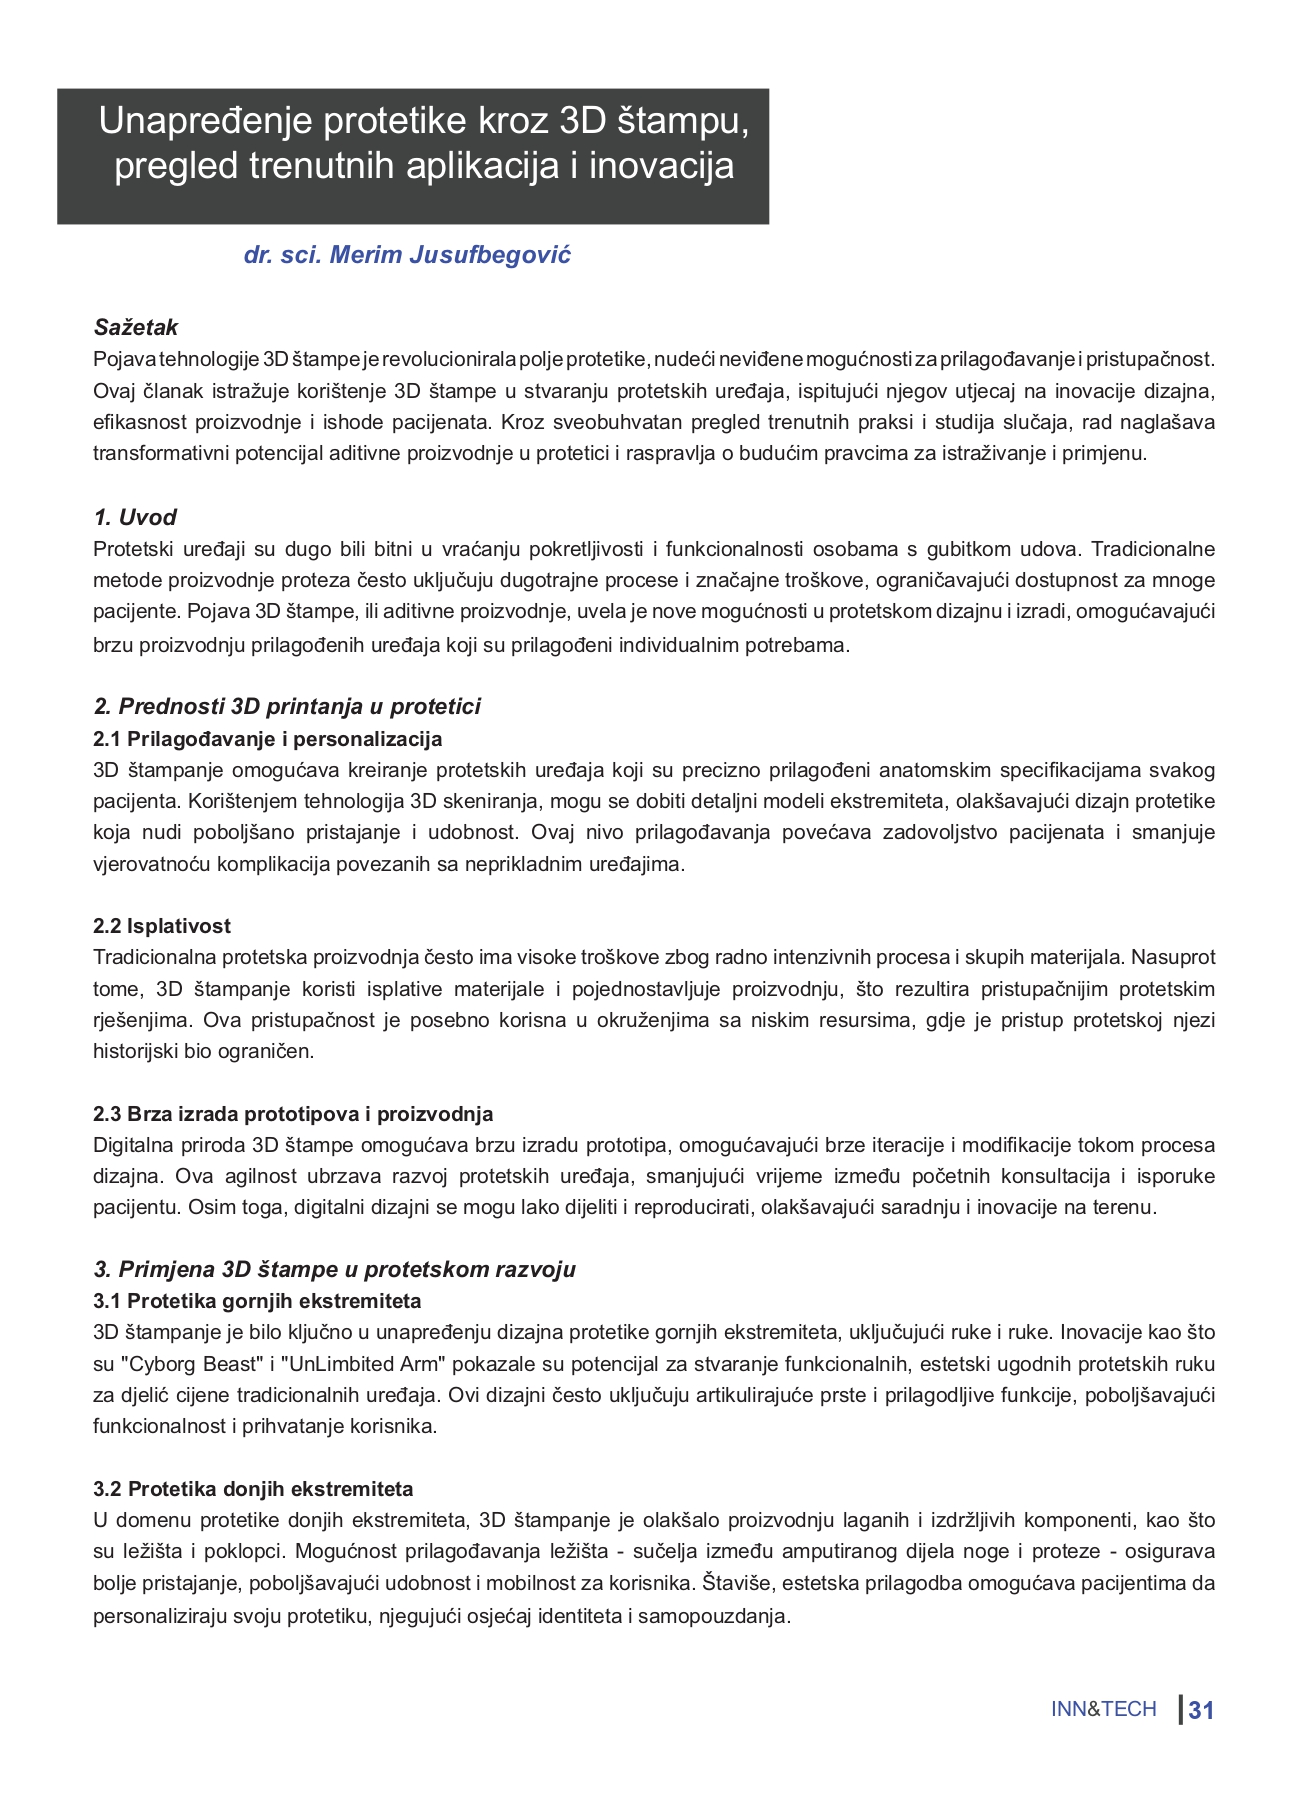 Unapređenje protetike kroz 3D štampu,
pregled trenutnih aplikacija i inovacija
dr. sci. Merim Jusufbegović
Sažetak
Pojava tehnologije 3D štampe je revolucionirala polje protetike, nudeći neviđene mogućnosti za prilagođavanje i pristupačnost.
Ovaj članak istražuje korištenje 3D štampe u stvaranju protetskih uređaja, ispitujući njegov utjecaj na inovacije dizajna,
efikasnost proizvodnje i ishode pacijenata. Kroz sveobuhvatan pregled trenutnih praksi i studija slučaja, rad naglašava
transformativni potencijal aditivne proizvodnje u protetici i raspravlja o budućim pravcima za istraživanje i primjenu.
1. Uvod
Protetski uređaji su dugo bili bitni u vraćanju pokretljivosti i funkcionalnosti osobama s gubitkom udova. Tradicionalne
metode proizvodnje proteza često uključuju dugotrajne procese i značajne troškove, ograničavajući dostupnost za mnoge
pacijente. Pojava 3D štampe, ili aditivne proizvodnje, uvela je nove mogućnosti u protetskom dizajnu i izradi, omogućavajući
brzu proizvodnju prilagođenih uređaja koji su prilagođeni individualnim potrebama.
2. Prednosti 3D printanja u protetici
2.1 Prilagođavanje i personalizacija
3D štampanje omogućava kreiranje protetskih uređaja koji su precizno prilagođeni anatomskim specifikacijama svakog
pacijenta. Korištenjem tehnologija 3D skeniranja, mogu se dobiti detaljni modeli ekstremiteta, olakšavajući dizajn protetike
koja nudi poboljšano pristajanje i udobnost. Ovaj nivo prilagođavanja povećava zadovoljstvo pacijenata i smanjuje
vjerovatnoću komplikacija povezanih sa neprikladnim uređajima.
2.2 Isplativost
Tradicionalna protetska proizvodnja često ima visoke troškove zbog radno intenzivnih procesa i skupih materijala. Nasuprot
tome, 3D štampanje koristi isplative materijale i pojednostavljuje proizvodnju, što rezultira pristupačnijim protetskim
rješenjima. Ova pristupačnost je posebno korisna u okruženjima sa niskim resursima, gdje je pristup protetskoj njezi
historijski bio ograničen.
2.3 Brza izrada prototipova i proizvodnja
Digitalna priroda 3D štampe omogućava brzu izradu prototipa, omogućavajući brze iteracije i modifikacije tokom procesa
dizajna. Ova agilnost ubrzava razvoj protetskih uređaja, smanjujući vrijeme između početnih konsultacija i isporuke
pacijentu. Osim toga, digitalni dizajni se mogu lako dijeliti i reproducirati, olakšavajući saradnju i inovacije na terenu.
3. Primjena 3D štampe u protetskom razvoju
3.1 Protetika gornjih ekstremiteta
3D štampanje je bilo ključno u unapređenju dizajna protetike gornjih ekstremiteta, uključujući ruke i ruke. Inovacije kao što
su "Cyborg Beast" i "UnLimbited Arm" pokazale su potencijal za stvaranje funkcionalnih, estetski ugodnih protetskih ruku
za djelić cijene tradicionalnih uređaja. Ovi dizajni često uključuju artikulirajuće prste i prilagodljive funkcije, poboljšavajući
funkcionalnost i prihvatanje korisnika.
3.2 Protetika donjih ekstremiteta
U domenu protetike donjih ekstremiteta, 3D štampanje je olakšalo proizvodnju laganih i izdržljivih komponenti, kao što
su ležišta i poklopci. Mogućnost prilagođavanja ležišta - sučelja između amputiranog dijela noge i proteze - osigurava
bolje pristajanje, poboljšavajući udobnost i mobilnost za korisnika. Štaviše, estetska prilagodba omogućava pacijentima da
personaliziraju svoju protetiku, njegujući osjećaj identiteta i samopouzdanja.
INN&TECH 31